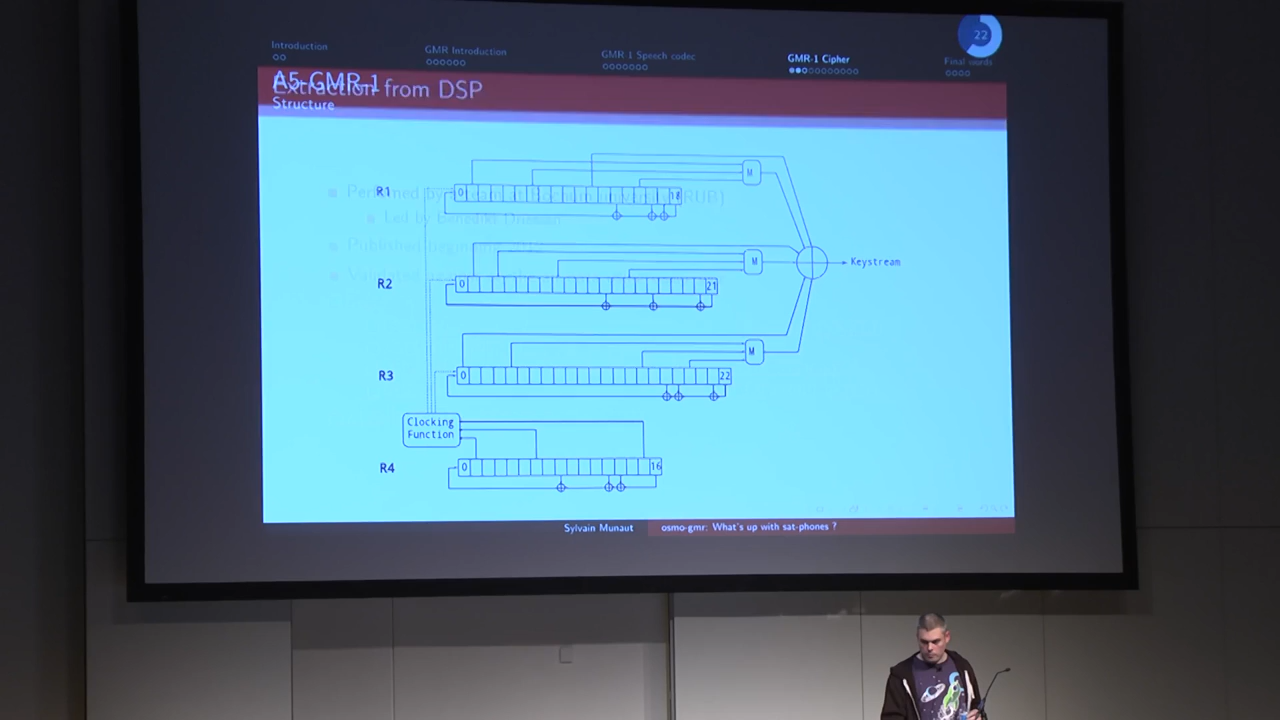 22
Introduction
GMR Introduction
GMR 1 Speech codec
GMR-1 Cipher
Final words
A5-GMR-1
Extraction from DSP
Structure
R1
0
18
M
R2
0
21
M
Keystream
R3
0
22
M
Clocking
Function
R4
0
16
Sylvain Munaut
osmo-gmr: What's up with sat-phones ?